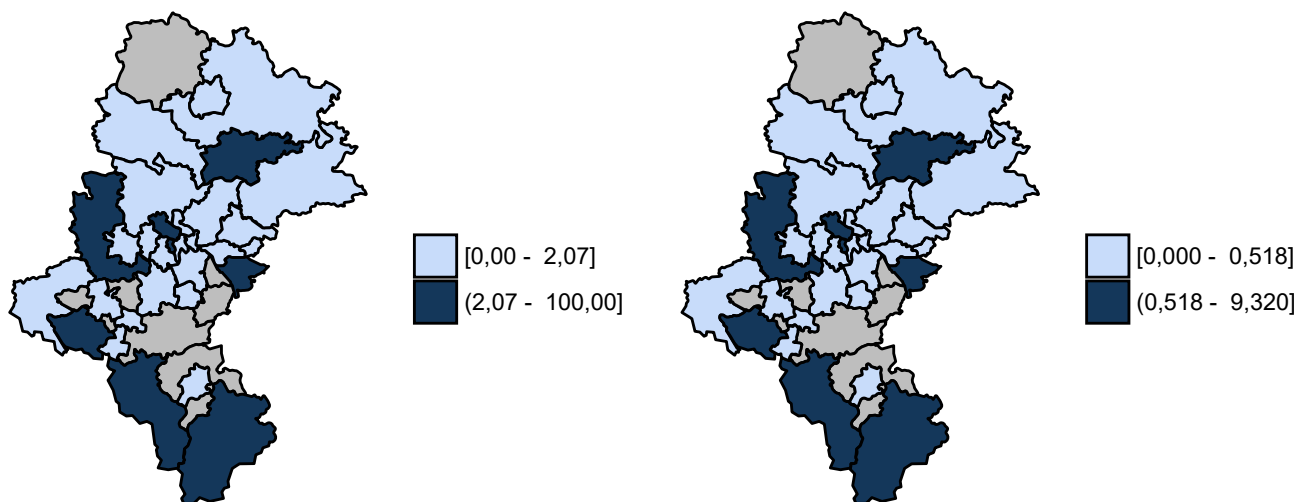 [0,00 -  2,07]
(2,07 -  100,00]
[0,000 -  0,518]
(0,518 -  9,320]